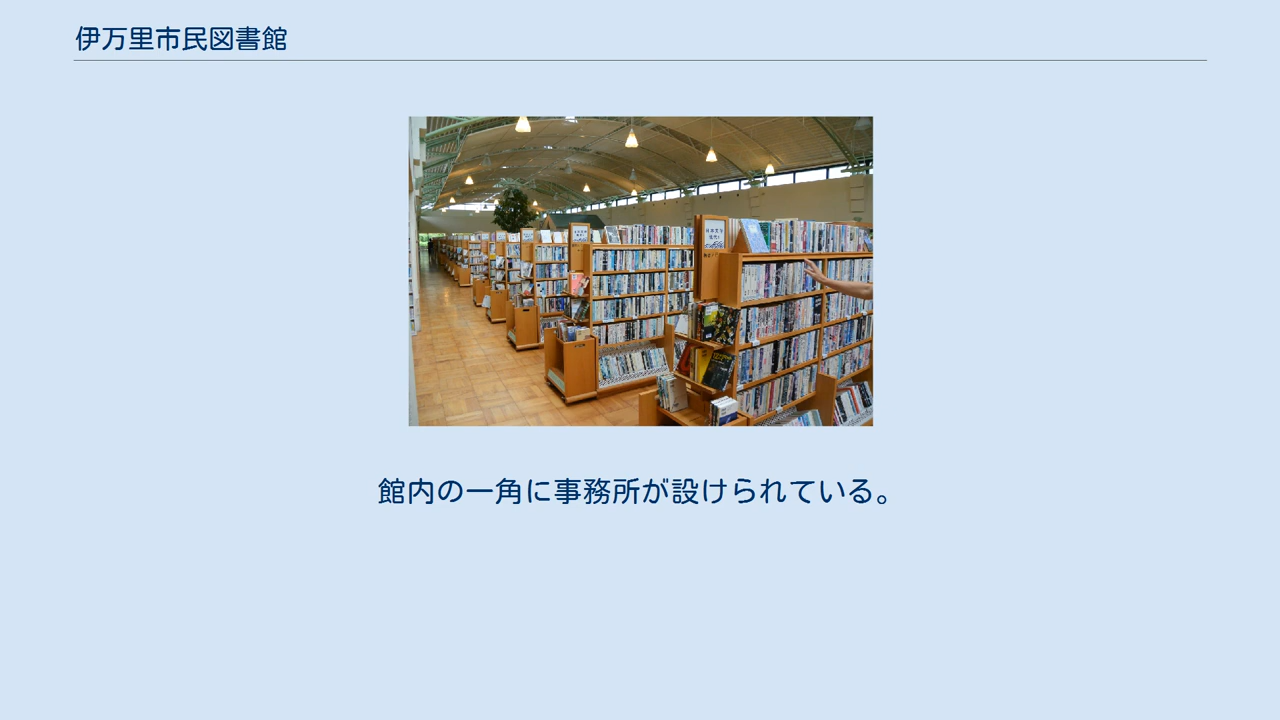 伊万里市民図書館
館内の一角に事務所が設けられている。